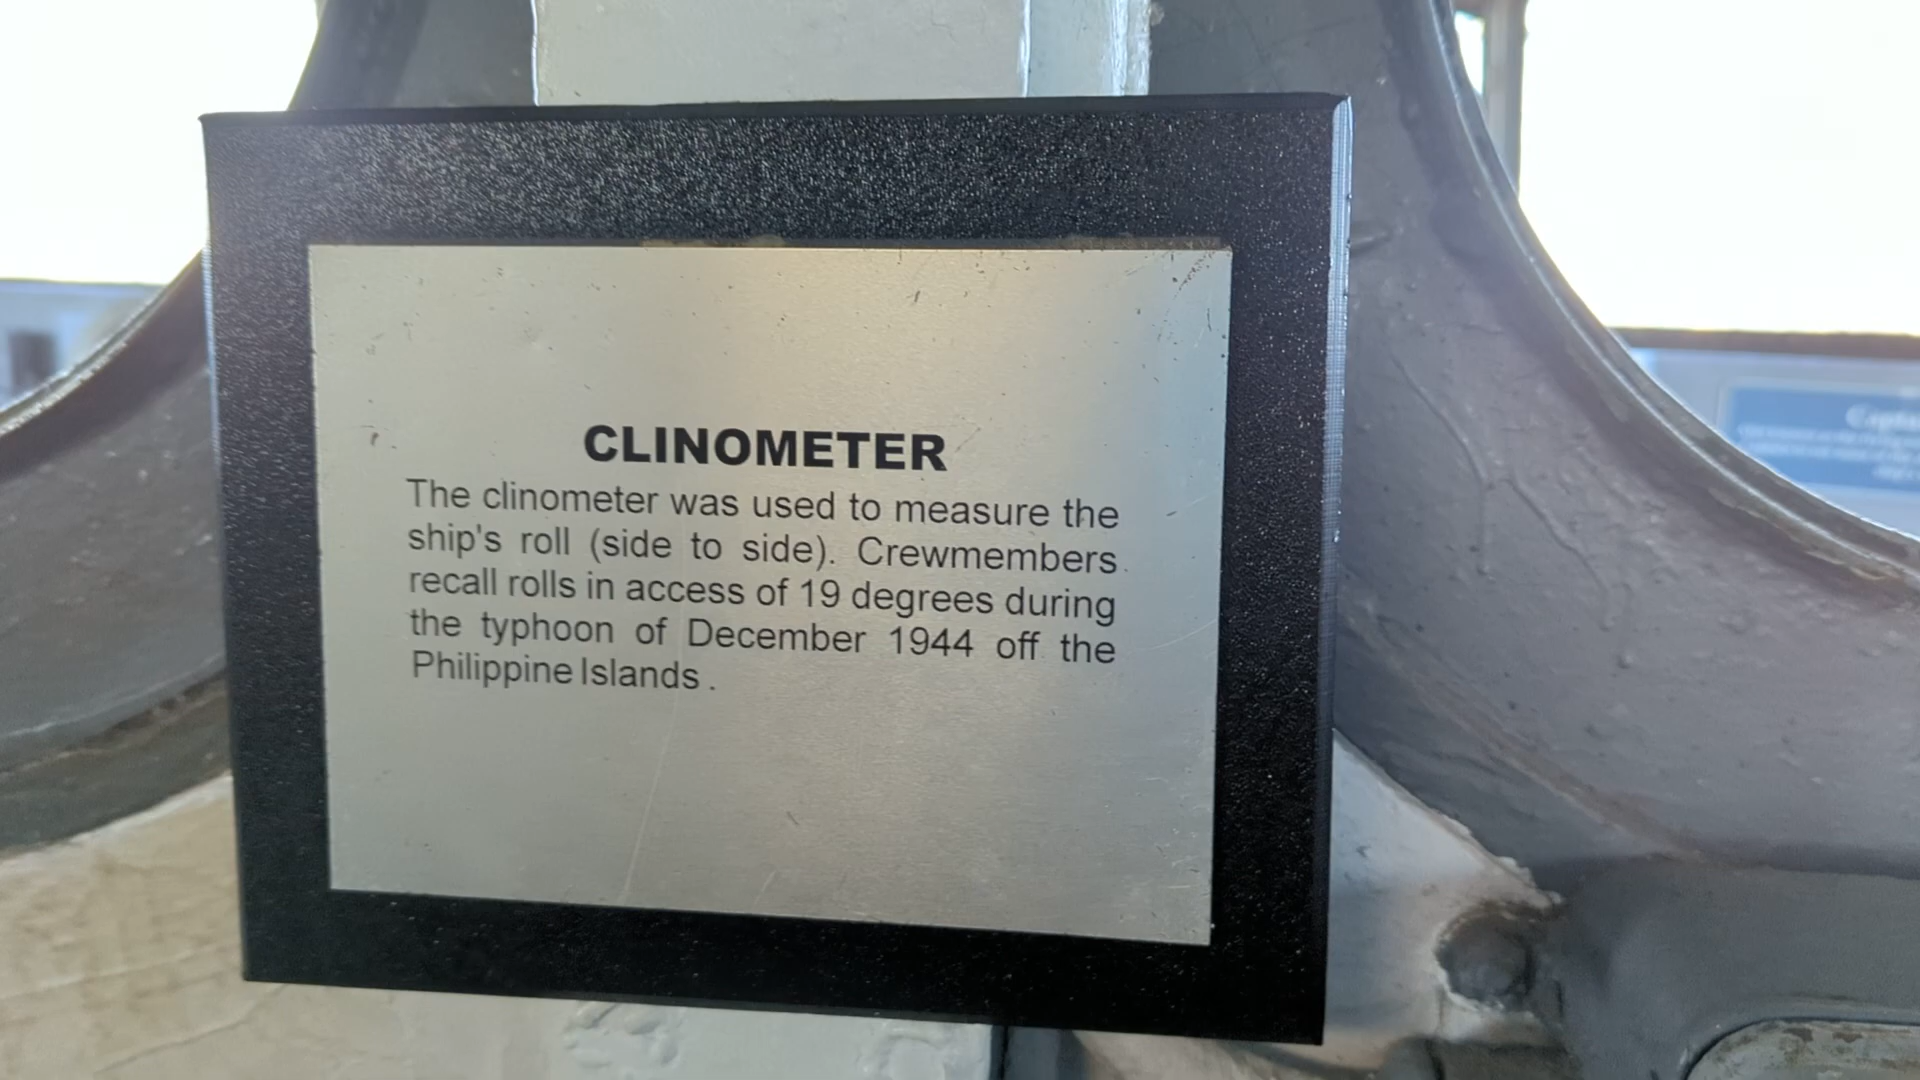 CLINOMETER
The clinometer was used to measure the
ship's roll (side to side). Crewmembers
recall rolls in access of 19 degrees during
the typhoon of December 1944 off the
Philippine Islands .